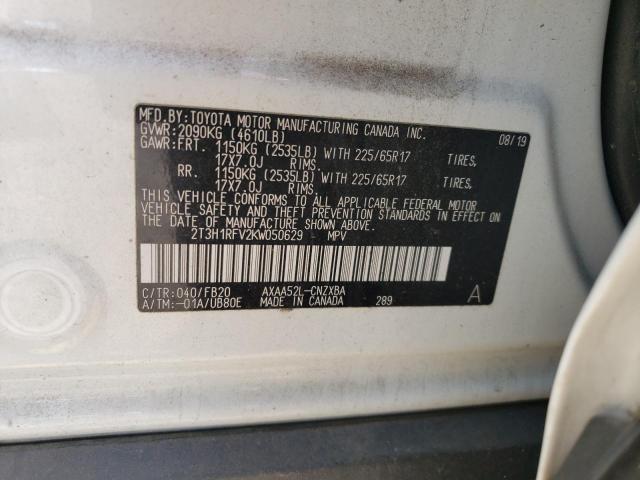 MFD.BY:TOYOTA MOTOR MANUFACTURING CANADA INC. 08/19
GVWR:2090KG (4610LB)
GAWR:FRT. 1150KG (2535LB) WITH 225/65R17 TIRES,
17X7.0J RIMS.
RR. 1150KG (2535LB) WITH 225/65R17 TIRES,
17X7.0J RIMS.
THIS VEHICLE CONFORMS TO ALL APPLICABLE FEDERAL MOTOR
VEHICLE SAFETY AND THEFT PREVENTION STANDARDS IN EFFECT ON
THE DATE OF MANUFACTURE SHOWN ABOVE.
2T3H1RFV2KW050629 MPV
C/TR:040/FB20 AXAA52L-CNZXBA
A/TM:-01A/UB80E MADE IN CANADA 289 A